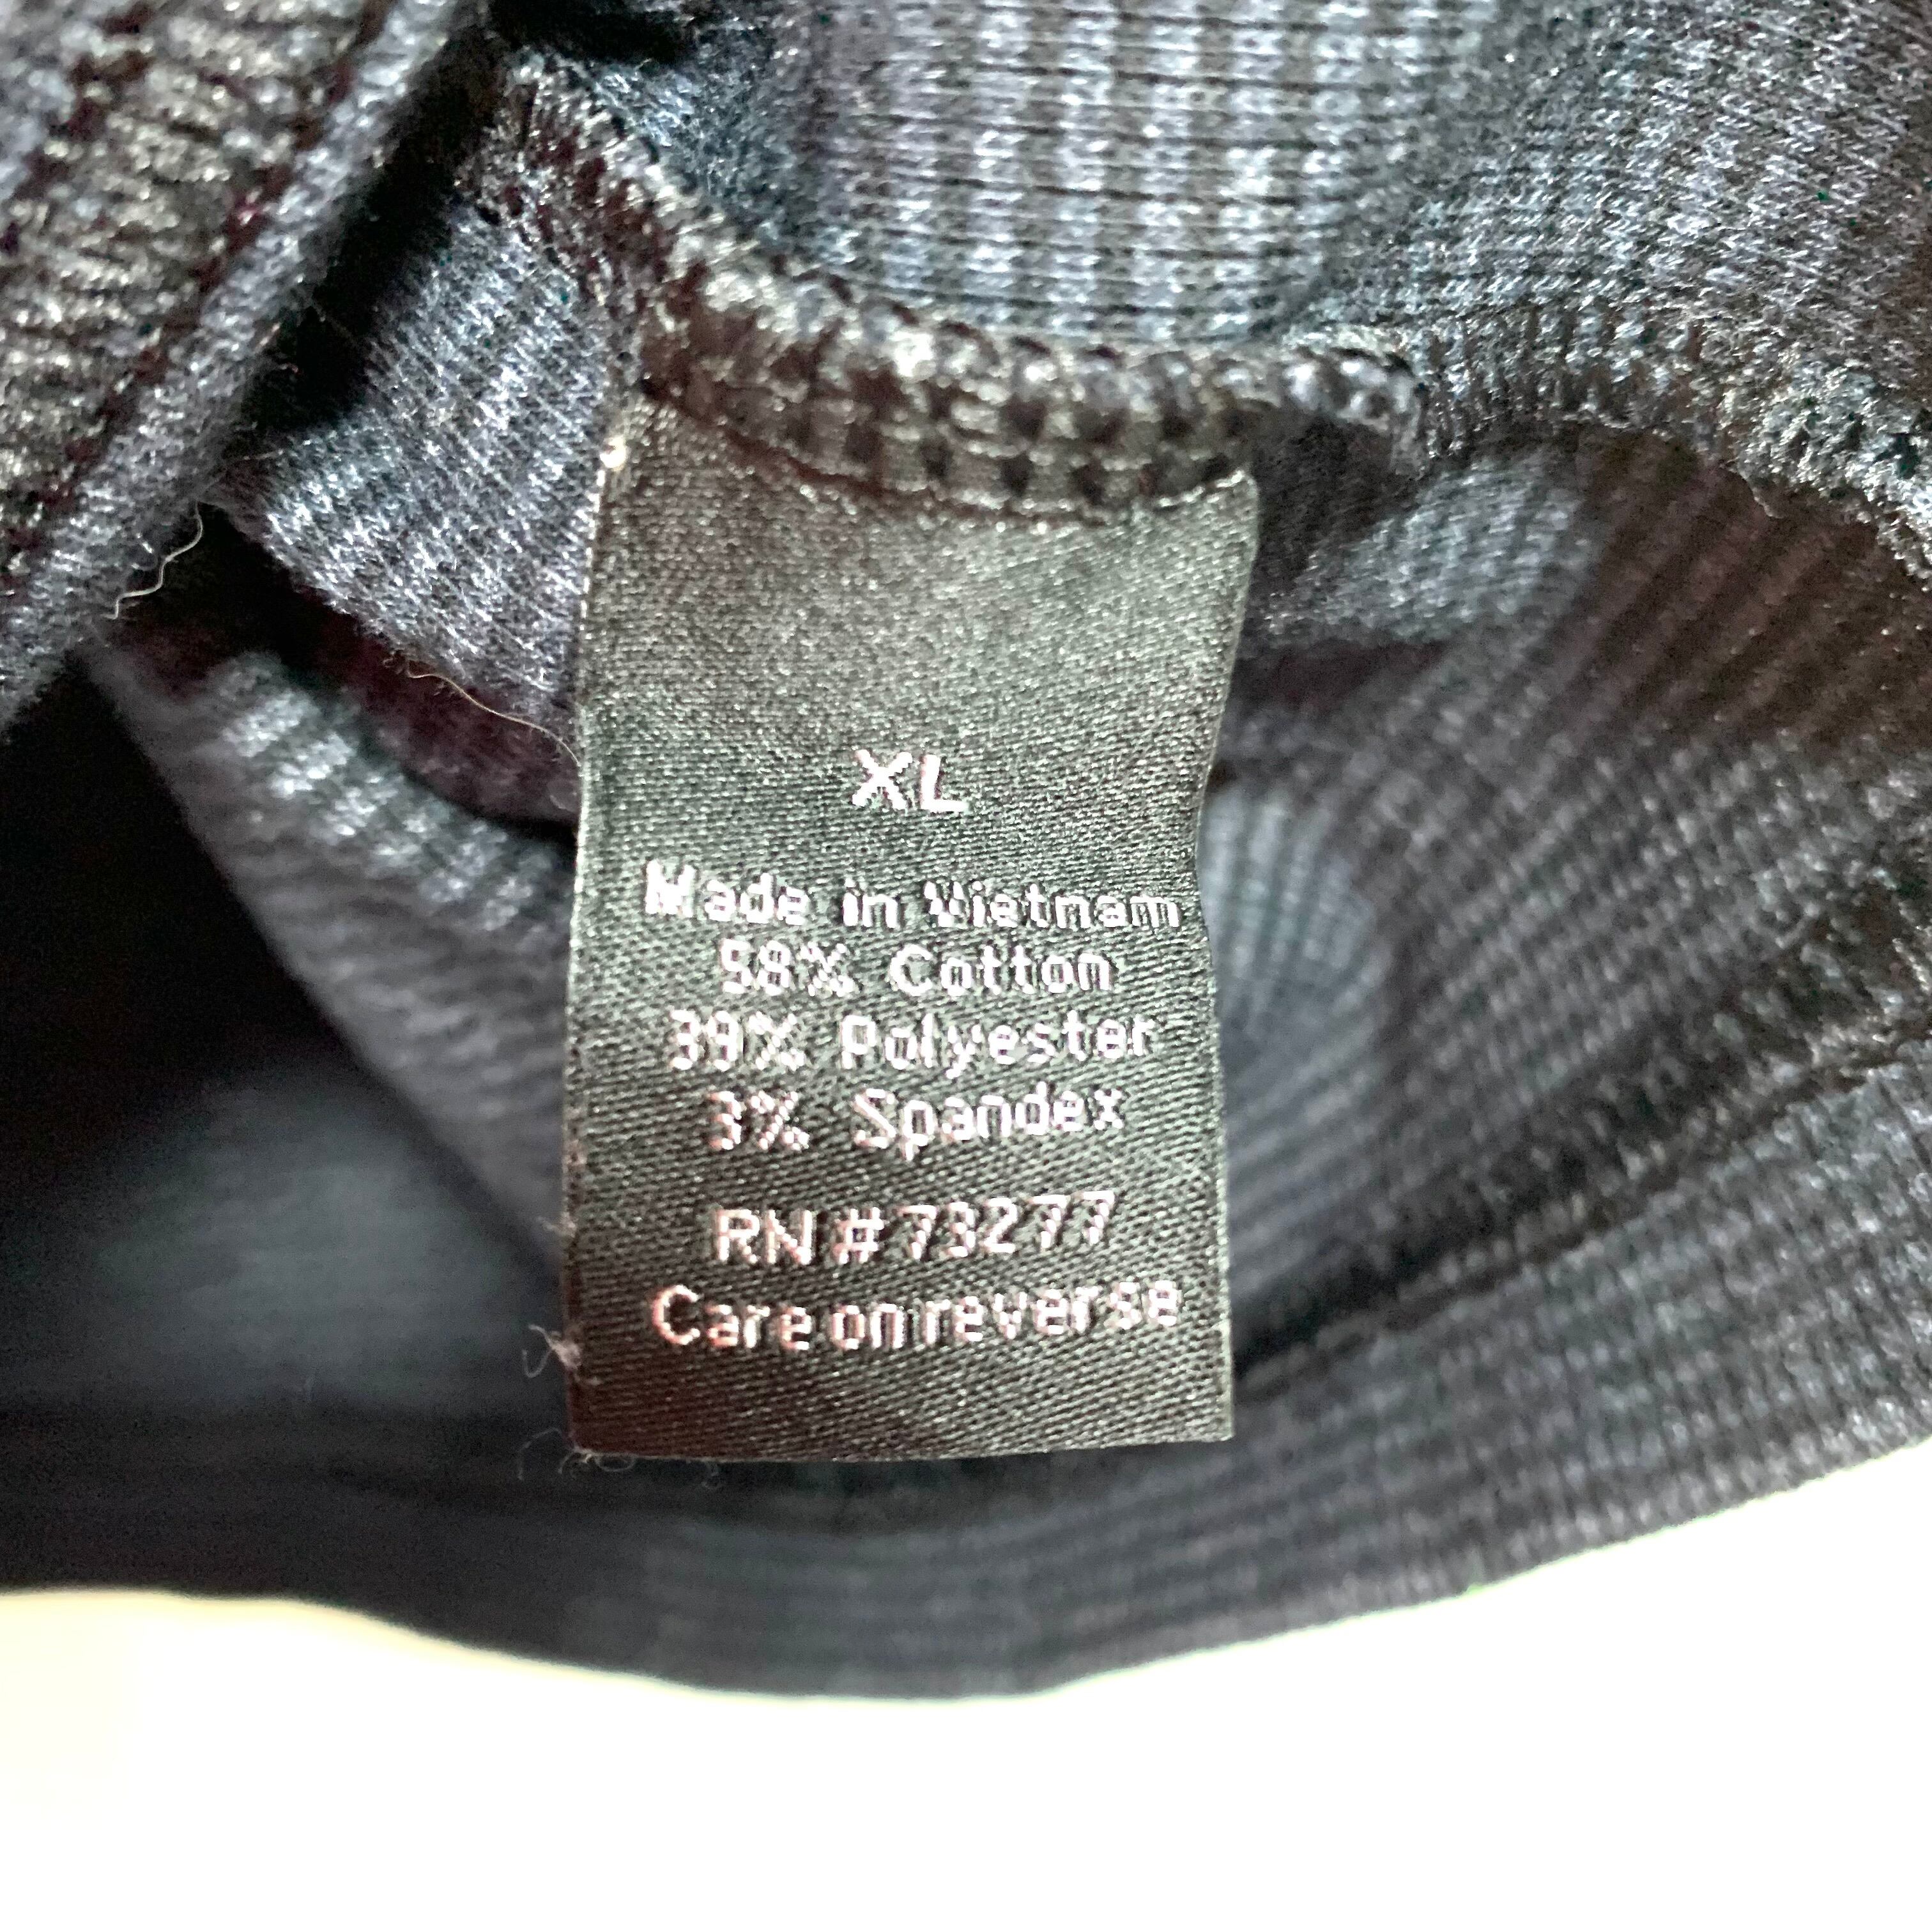 XL
Made in Vietnam
58% Cotton
39% Polyester
3% Spandex
RN#73277
Care on reverse